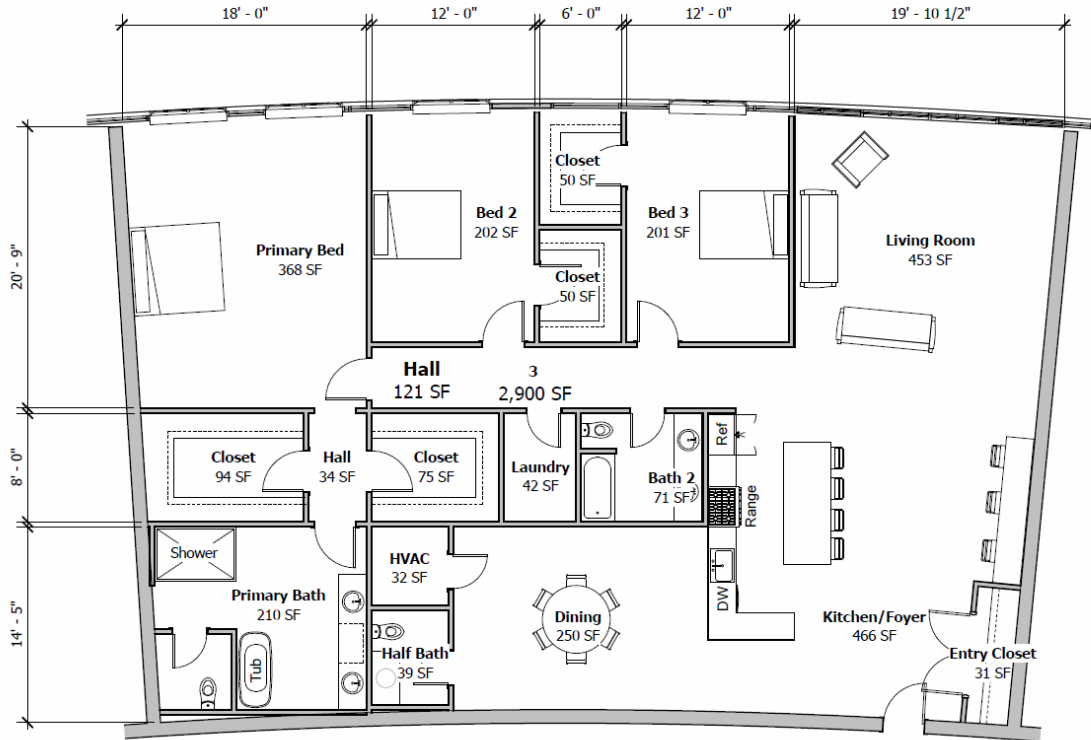 18' - 0"
12' - 0"
6' - 0"
12' - 0"
19' - 10 1/2"
20' - 9"
8' - 0"
14' - 5"
Closet
50 SF
Bed 2
202 SF
Bed 3
201 SF
Primary Bed
368 SF
Living Room
453 SF
Closet
50 SF
Hall
121 SF
3
2,900 SF
Closet
94 SF
Hall
34 SF
Closet
75 SF
Laundry
42 SF
Bath 2
71 SF
Ref
Range
Shower
HVAC
32 SF
DW
Primary Bath
210 SF
Dining
250 SF
Kitchen/Foyer
466 SF
Half Bath
39 SF
Tub
Entry Closet
31 SF